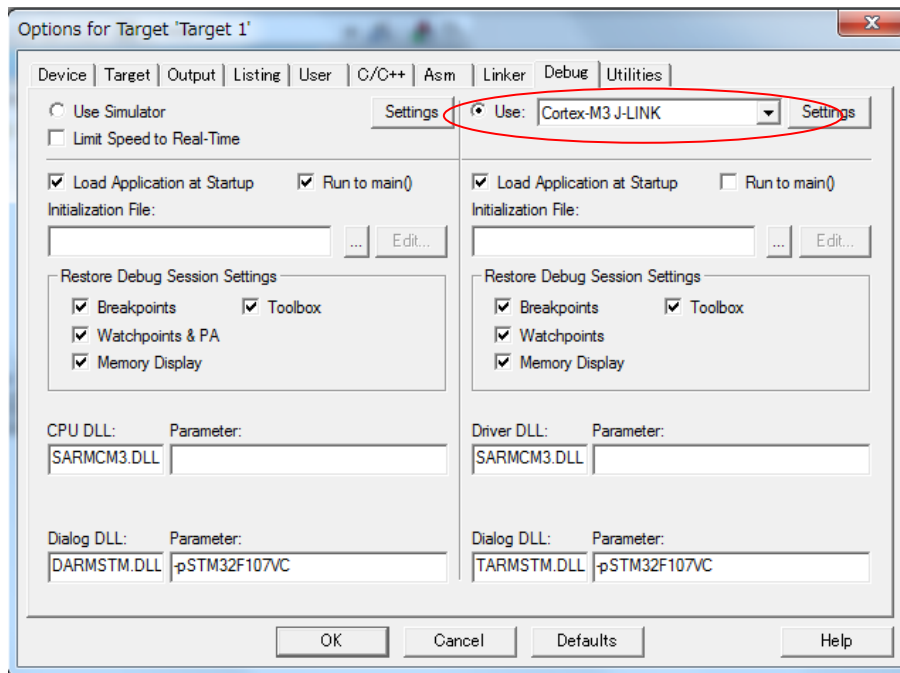 Options for Target 'Target 1'
Device Target Output Listing User C/C++ Asm Linker Debug Utilities
Use Simulator Settings Use: Cortex-M3 J-LINK Settings
Limit Speed to Real-Time
Load Application at Startup Run to main() Load Application at Startup Run to main()
Initialization File: Initialization File:
... Edit... ... Edit...
Restore Debug Session Settings Restore Debug Session Settings
Breakpoints Toolbox Breakpoints Toolbox
Watchpoints & PA Watchpoints
Memory Display Memory Display
CPU DLL: Parameter: Driver DLL: Parameter:
SARMCM3.DLL SARMCM3.DLL
Dialog DLL: Parameter: Dialog DLL: Parameter:
DARMSTM.DLL -pSTM32F107VC TARMSTM.DLL -pSTM32F107VC
OK Cancel Defaults Help